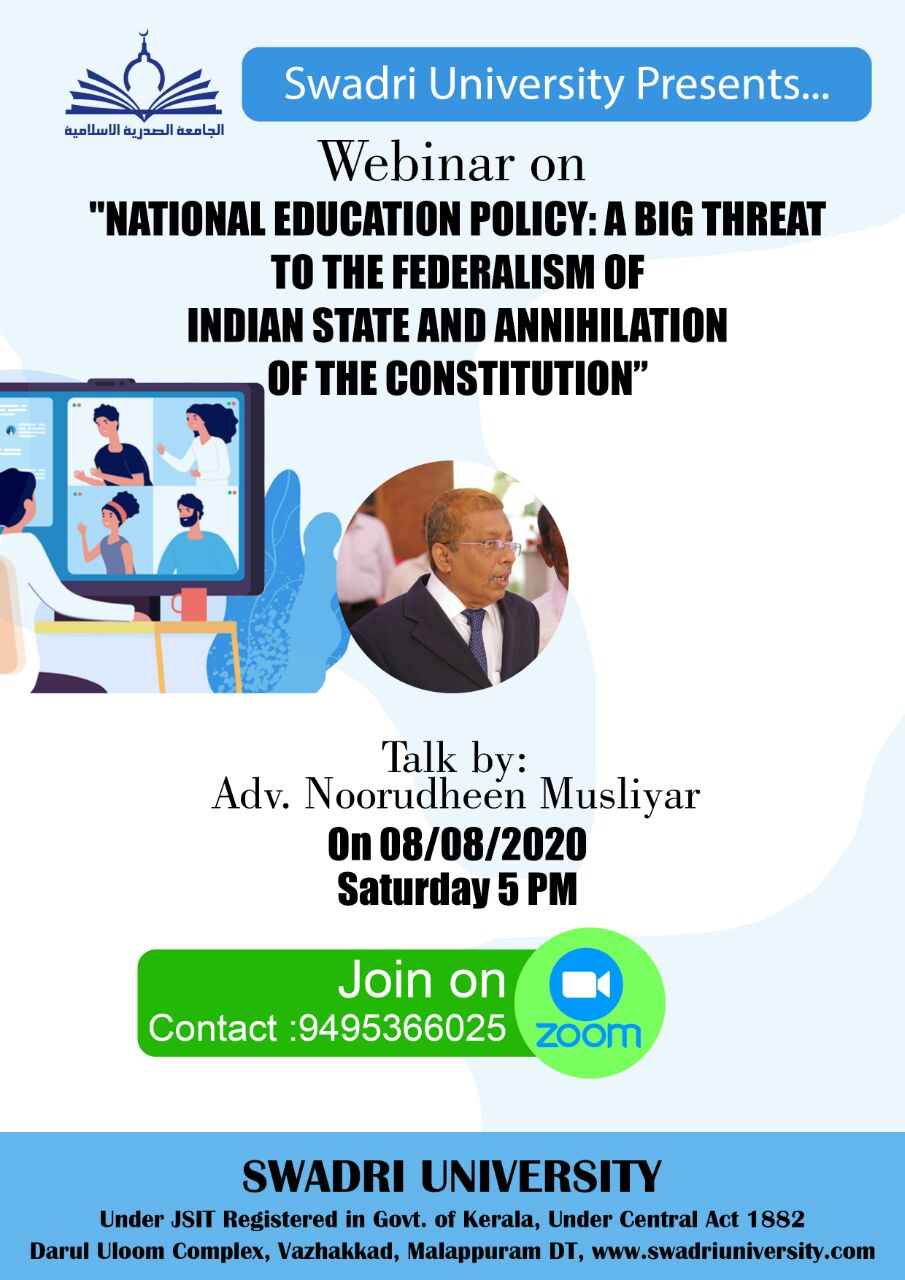 الجامعة الصدرية الاسلامية
Swadri University Presents...
Webinar on
"NATIONAL EDUCATION POLICY: A BIG THREAT
TO THE FEDERALISM OF
INDIAN STATE AND ANNIHILATION
OF THE CONSTITUTION”
Talk by:
Adv. Noorudheen Musliyar
On 08/08/2020
Saturday 5 PM
Join on
Contact :9495366025
zoom
SWADRI UNIVERSITY
Under JSIT Registered in Govt. of Kerala, Under Central Act 1882
Darul Uloom Complex, Vazhakkad, Malappuram DT, www.swadriuniversity.com